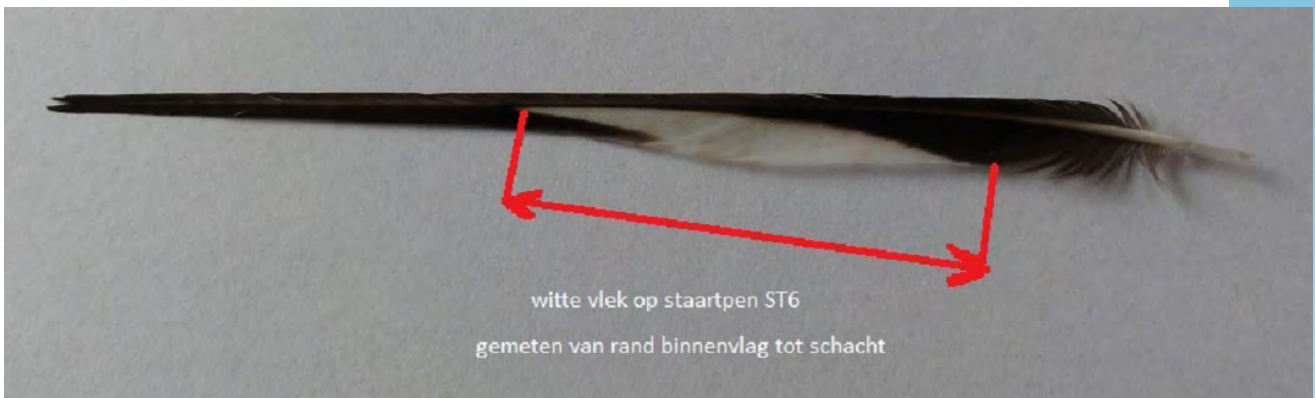 witte vlek op staartpen ST6
gemeten van rand binnenvlag tot schacht